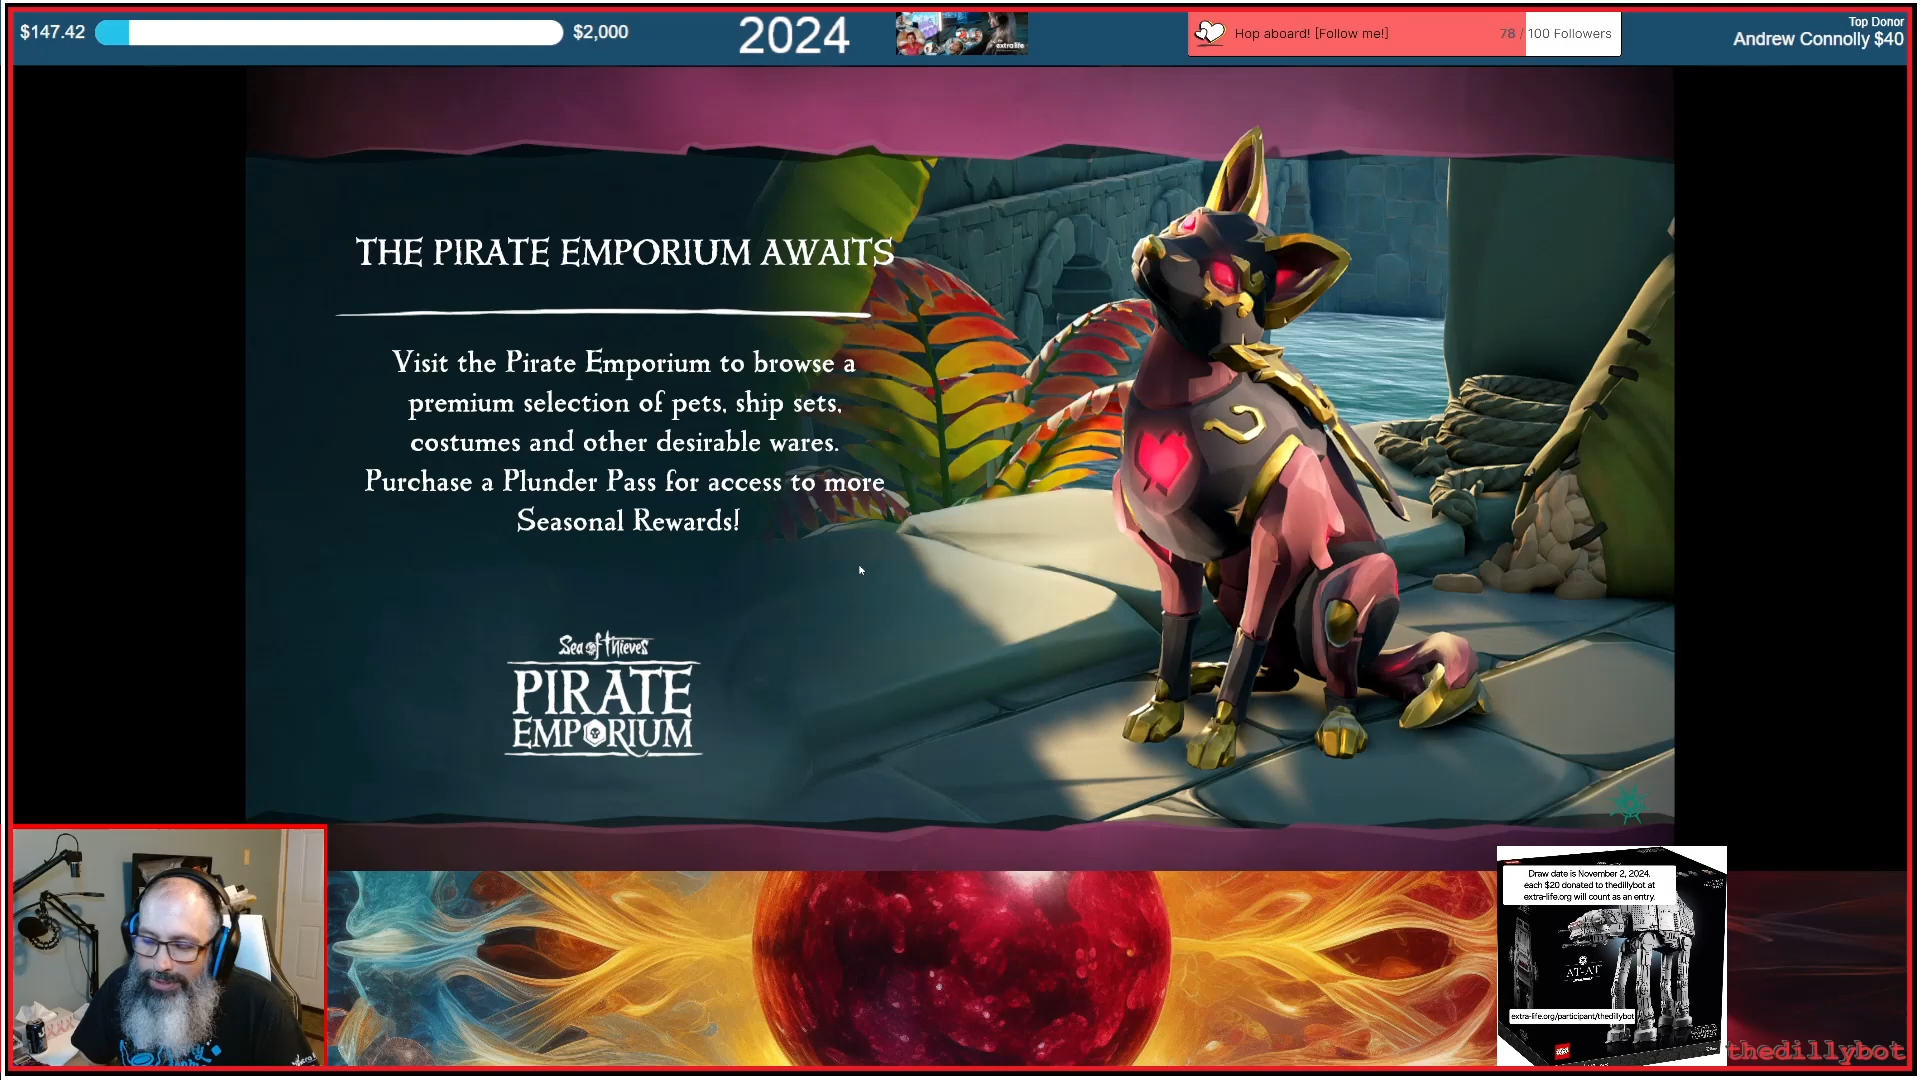 $147.42
$2,000
2024
extralife
Hop aboard! [Follow me!]
78 / 100 Followers
Top Donor
Andrew Connolly $40
THE PIRATE EMPORIUM AWAITS
Visit the Pirate Emporium to browse a
premium selection of pets, ship sets,
costumes and other desirable wares.
Purchase a Plunder Pass for access to more
Seasonal Rewards!
Sea of Thieves
PIRATE
EMPORIUM
Draw date is November 2, 2024.
each $20 donated to thedillybot at
extra-life.org will count as an entry.
AT-AT
extra-life.org/participant/thedillybot
LEGO
thedillybot